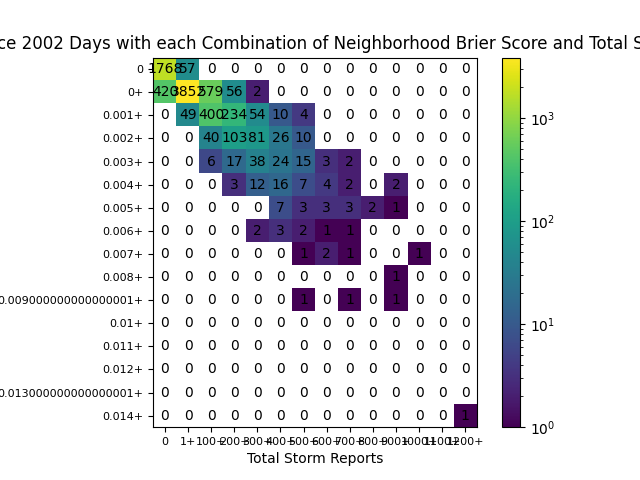 ce 2002 Days with each Combination of Neighborhood Brier Score and Total S
0 1768 57 0 0 0 0 0 0 0 0 0 0 0 0
0+ 420 3852 579 56 2 0 0 0 0 0 0 0 0 0
0.001+ 0 49 400 234 54 10 4 0 0 0 0 0 0 0
0.002+ 0 0 40 103 81 26 10 0 0 0 0 0 0 0
0.003+ 0 0 6 17 38 24 15 3 2 0 0 0 0 0
0.004+ 0 0 0 3 12 16 7 4 2 0 2 0 0 0
0.005+ 0 0 0 0 0 7 3 3 3 2 1 0 0 0
0.006+ 0 0 0 0 2 3 2 1 1 0 0 0 0 0
0.007+ 0 0 0 0 0 0 1 2 1 0 0 1 0 0
0.008+ 0 0 0 0 0 0 0 0 0 0 1 0 0 0
0.009000000000000001+ 0 0 0 0 0 0 1 0 1 0 1 0 0 0
0.01+ 0 0 0 0 0 0 0 0 0 0 0 0 0 0
0.011+ 0 0 0 0 0 0 0 0 0 0 0 0 0 0
0.012+ 0 0 0 0 0 0 0 0 0 0 0 0 0 0
0.013000000000000001+ 0 0 0 0 0 0 0 0 0 0 0 0 0 0
0.014+ 0 0 0 0 0 0 0 0 0 0 0 0 0 1
0 1+ 100+ 200+ 300+ 400+ 500+ 600+ 700+ 800+ 900+ 1000+ 1100+ 1200+
Total Storm Reports
10³
10²
10¹
10⁰